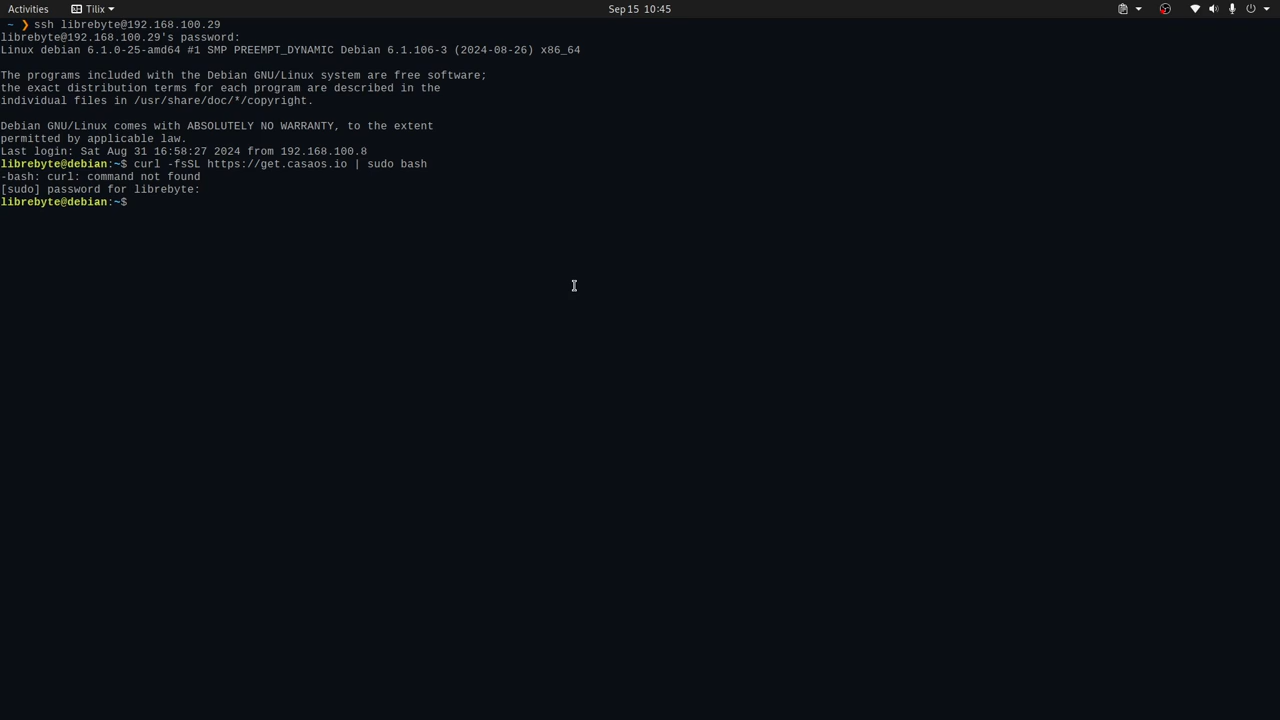 Activities Tilix Sep 15 10:45
~ ❯ ssh librebyte@192.168.100.29
librebyte@192.168.100.29's password:
Linux debian 6.1.0-25-amd64 #1 SMP PREEMPT_DYNAMIC Debian 6.1.106-3 (2024-08-26) x86_64
The programs included with the Debian GNU/Linux system are free software;
the exact distribution terms for each program are described in the
individual files in /usr/share/doc/*/copyright.
Debian GNU/Linux comes with ABSOLUTELY NO WARRANTY, to the extent
permitted by applicable law.
Last login: Sat Aug 31 16:58:27 2024 from 192.168.100.8
librebyte@debian:~$ curl -fsSL https://get.casaos.io | sudo bash
-bash: curl: command not found
[sudo] password for librebyte:
librebyte@debian:~$